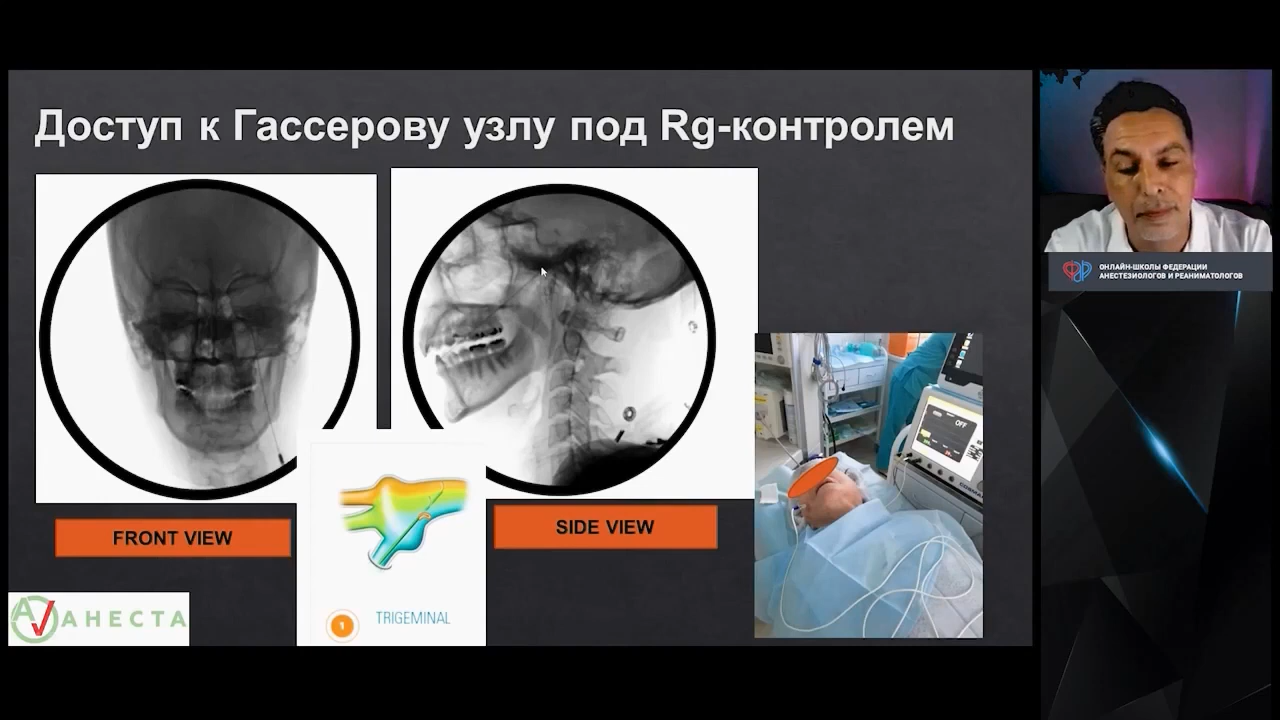 Доступ к Гассерову узлу под Rg-контролем
FRONT VIEW
SIDE VIEW
1
TRIGEMINAL
АНЕСТА
OFF
ОНЛАЙН-ШКОЛЫ ФЕДЕРАЦИИ
АНЕСТЕЗИОЛОГОВ И РЕАНИМАТОЛОГОВ